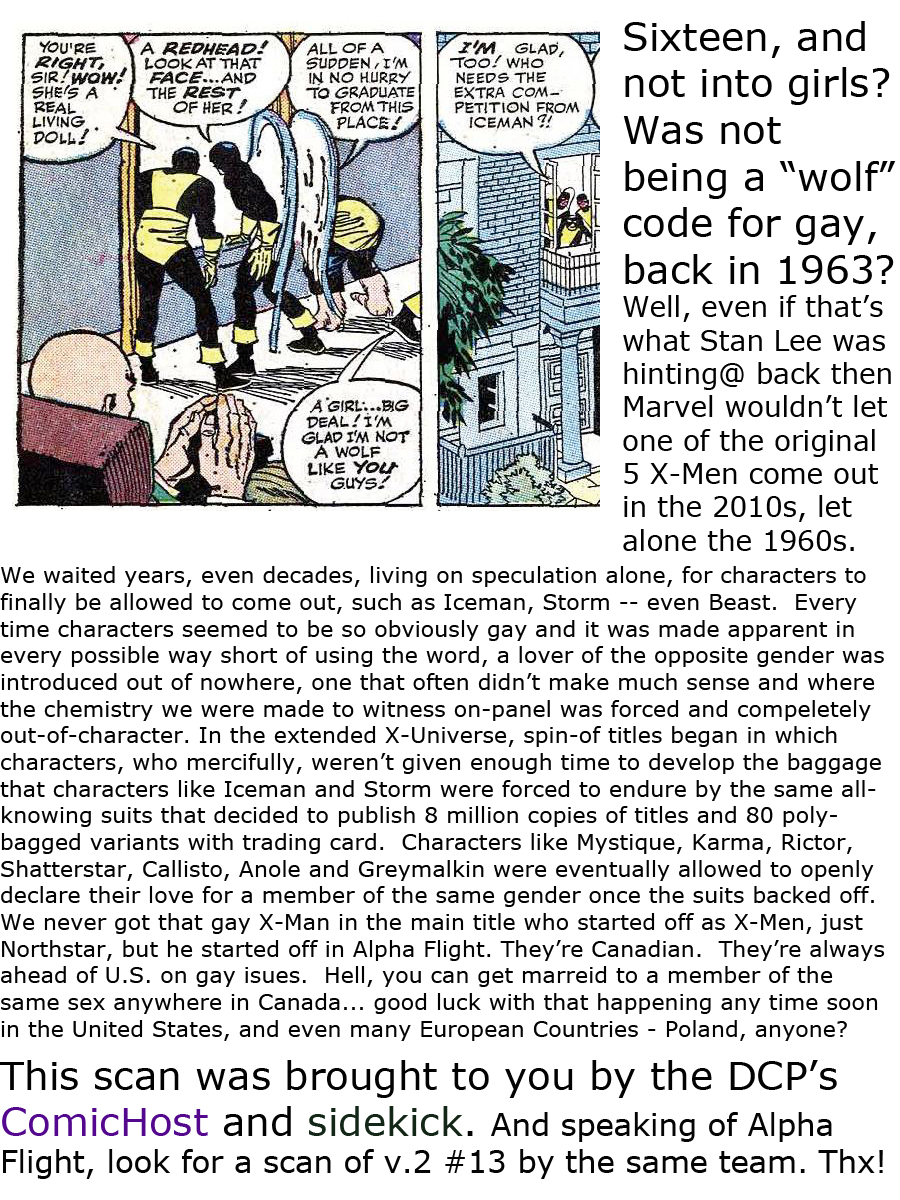 YOU'RE
RIGHT,
SIR! WOW!
SHE'S A
REAL
LIVING
DOLL!
A REDHEAD!
LOOK AT THAT
FACE...AND
THE REST
OF HER!
ALL OF A
SUDDEN, I'M
IN NO HURRY
TO GRADUATE
FROM THIS
PLACE!
A GIRL...BIG
DEAL! I'M
GLAD I'M NOT
A WOLF
LIKE YOU
GUYS!
I'M GLAD,
TOO! WHO
NEEDS THE
EXTRA COM-
PETITION FROM
ICEMAN?!
Sixteen, and
not into girls?
Was not
being a “wolf”
code for gay,
back in 1963?
Well, even if that’s
what Stan Lee was
hinting@ back then
Marvel wouldn’t let
one of the original
5 X-Men come out
in the 2010s, let
alone the 1960s.
We waited years, even decades, living on speculation alone, for characters to
finally be allowed to come out, such as Iceman, Storm -- even Beast.  Every
time characters seemed to be so obviously gay and it was made apparent in
every possible way short of using the word, a lover of the opposite gender was
introduced out of nowhere, one that often didn’t make much sense and where
the chemistry we were made to witness on-panel was forced and compeletely
out-of-character. In the extended X-Universe, spin-of titles began in which
characters, who mercifully, weren’t given enough time to develop the baggage
that characters like Iceman and Storm were forced to endure by the same all-
knowing suits that decided to publish 8 million copies of titles and 80 poly-
bagged variants with trading card.  Characters like Mystique, Karma, Rictor,
Shatterstar, Callisto, Anole and Greymalkin were eventually allowed to openly
declare their love for a member of the same gender once the suits backed off.
We never got that gay X-Man in the main title who started off as X-Men, just
Northstar, but he started off in Alpha Flight. They’re Canadian.  They’re always
ahead of U.S. on gay isues.  Hell, you can get marreid to a member of the
same sex anywhere in Canada... good luck with that happening any time soon
in the United States, and even many European Countries - Poland, anyone?
This scan was brought to you by the DCP’s
ComicHost and sidekick. And speaking of Alpha
Flight, look for a scan of v.2 #13 by the same team. Thx!